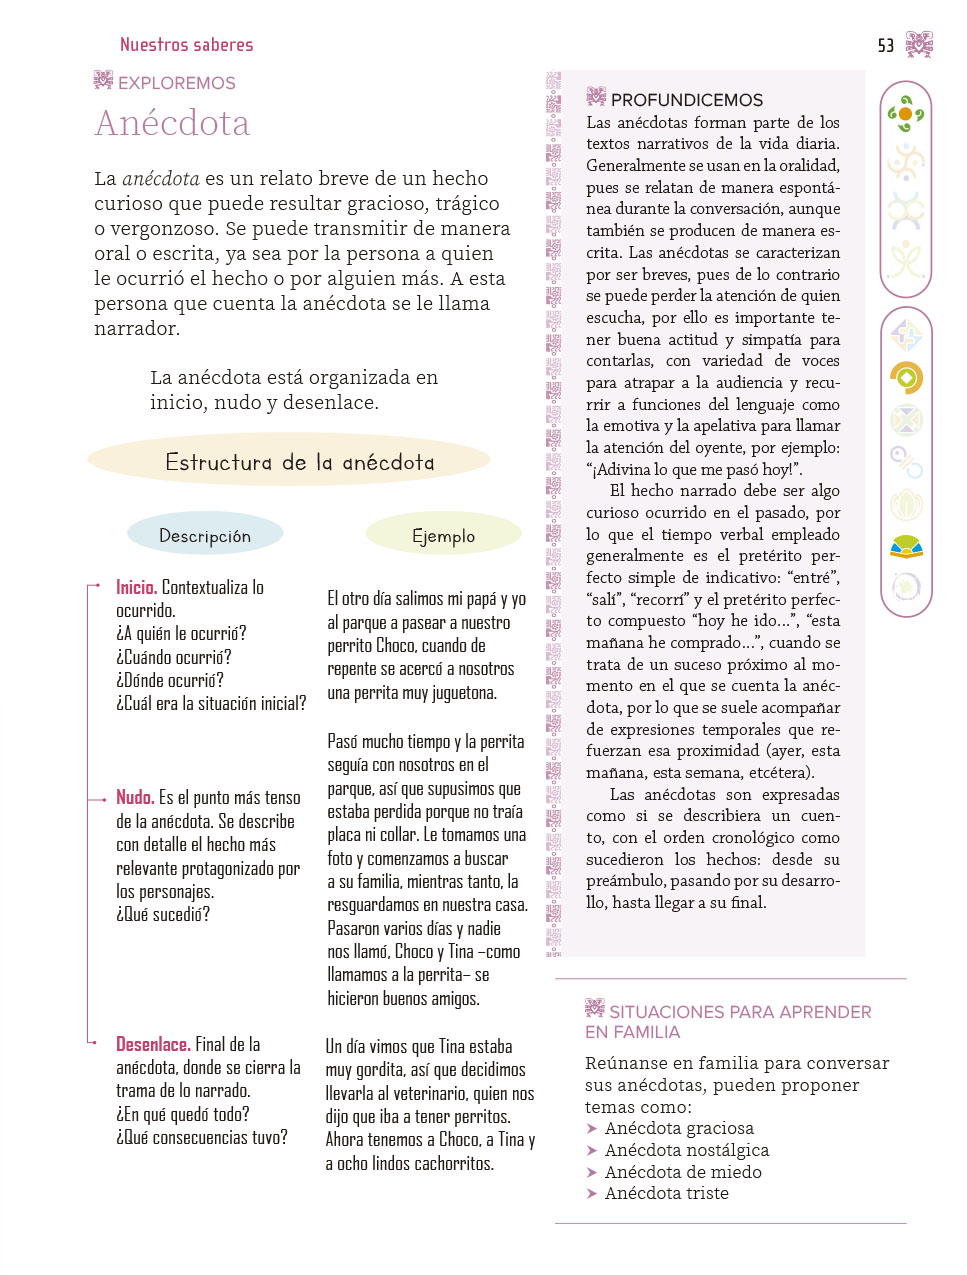 Nuestros saberes
53
EXPLOREMOS
Anécdota
La anécdota es un relato breve de un hecho
curioso que puede resultar gracioso, trágico
o vergonzoso. Se puede transmitir de manera
oral o escrita, ya sea por la persona a quien
le ocurrió el hecho o por alguien más. A esta
persona que cuenta la anécdota se le llama
narrador.
La anécdota está organizada en
inicio, nudo y desenlace.
Estructura de la anécdota
Descripción
Ejemplo
Inicio. Contextualiza lo
ocurrido.
¿A quién le ocurrió?
¿Cuándo ocurrió?
¿Dónde ocurrió?
¿Cuál era la situación inicial?
El otro día salimos mi papá y yo
al parque a pasear a nuestro
perrito Choco, cuando de
repente se acercó a nosotros
una perrita muy juguetona.
Nudo. Es el punto más tenso
de la anécdota. Se describe
con detalle el hecho más
relevante protagonizado por
los personajes.
¿Qué sucedió?
Pasó mucho tiempo y la perrita
seguía con nosotros en el
parque, así que supusimos que
estaba perdida porque no traía
placa ni collar. Le tomamos una
foto y comenzamos a buscar
a su familia, mientras tanto, la
resguardamos en nuestra casa.
Pasaron varios días y nadie
nos llamó, Choco y Tina –como
llamamos a la perrita– se
hicieron buenos amigos.
Desenlace. Final de la
anécdota, donde se cierra la
trama de lo narrado.
¿En qué quedó todo?
¿Qué consecuencias tuvo?
Un día vimos que Tina estaba
muy gordita, así que decidimos
llevarla al veterinario, quien nos
dijo que iba a tener perritos.
Ahora tenemos a Choco, a Tina y
a ocho lindos cachorritos.
PROFUNDICEMOS
Las anécdotas forman parte de los
textos narrativos de la vida diaria.
Generalmente se usan en la oralidad,
pues se relatan de manera espontá-
nea durante la conversación, aunque
también se producen de manera es-
crita. Las anécdotas se caracterizan
por ser breves, pues de lo contrario
se puede perder la atención de quien
escucha, por ello es importante te-
ner buena actitud y simpatía para
contarlas, con variedad de voces
para atrapar a la audiencia y recu-
rrir a funciones del lenguaje como
la emotiva y la apelativa para llamar
la atención del oyente, por ejemplo:
“¡Adivina lo que me pasó hoy!”.
El hecho narrado debe ser algo
curioso ocurrido en el pasado, por
lo que el tiempo verbal empleado
generalmente es el pretérito per-
fecto simple de indicativo: “entré”,
“salí”, “recorrí” y el pretérito perfec-
to compuesto “hoy he ido...”, “esta
mañana he comprado...”, cuando se
trata de un suceso próximo al mo-
mento en el que se cuenta la anéc-
dota, por lo que se suele acompañar
de expresiones temporales que re-
fuerzan esa proximidad (ayer, esta
mañana, esta semana, etcétera).
Las anécdotas son expresadas
como si se describiera un cuen-
to, con el orden cronológico como
sucedieron los hechos: desde su
preámbulo, pasando por su desarro-
llo, hasta llegar a su final.
SITUACIONES PARA APRENDER
EN FAMILIA
Reúnanse en familia para conversar
sus anécdotas, pueden proponer
temas como:
➤ Anécdota graciosa
➤ Anécdota nostálgica
➤ Anécdota de miedo
➤ Anécdota triste